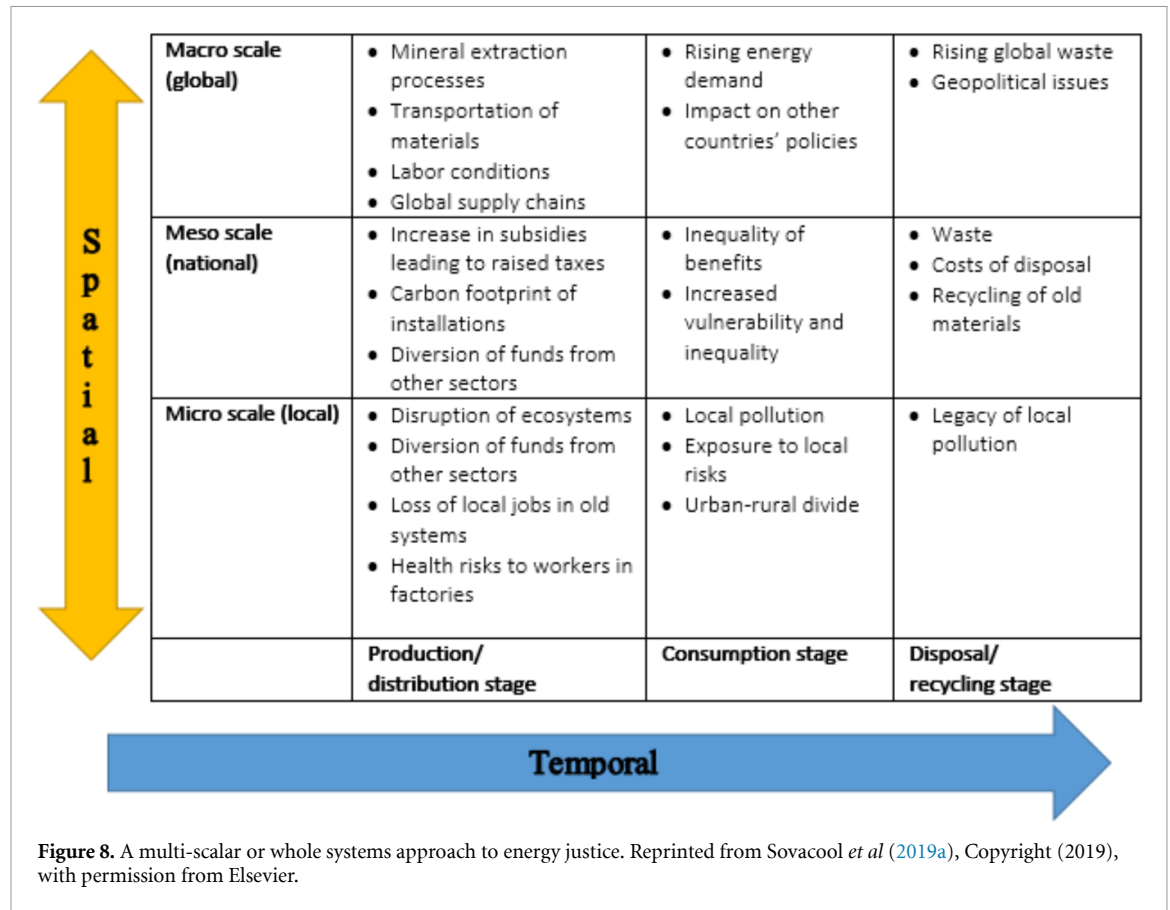 Macro scale
(global)
• Mineral extraction
processes
• Transportation of
materials
• Labor conditions
• Global supply chains
• Rising energy
demand
• Impact on other
countries' policies
• Rising global waste
• Geopolitical issues
Meso scale
(national)
• Increase in subsidies
leading to raised taxes
• Carbon footprint of
installations
• Diversion of funds from
other sectors
• Inequality of
benefits
• Increased
vulnerability and
inequality
• Waste
• Costs of disposal
• Recycling of old
materials
Micro scale (local)
• Disruption of ecosystems
• Diversion of funds from
other sectors
• Loss of local jobs in old
systems
• Health risks to workers in
factories
• Local pollution
• Exposure to local
risks
• Urban-rural divide
• Legacy of local
pollution
Production/
distribution stage
Consumption stage
Disposal/
recycling stage
Spatial
Temporal
Figure 8. A multi-scalar or whole systems approach to energy justice. Reprinted from Sovacool et al (2019a), Copyright (2019),
with permission from Elsevier.